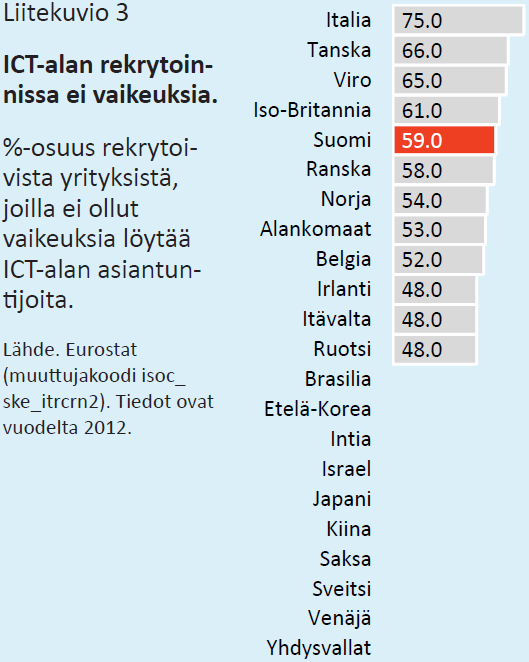 Liitekuvio 3
ICT-alan rekrytoin-
nissa ei vaikeuksia.
%-osuus rekrytoi-
vista yrityksistä,
joilla ei ollut
vaikeuksia löytää
ICT-alan asiantun-
tijoita.
Lähde. Eurostat
(muuttujakoodi isoc_
ske_itrcrn2). Tiedot ovat
vuodelta 2012.
Italia 75.0
Tanska 66.0
Viro 65.0
Iso-Britannia 61.0
Suomi 59.0
Ranska 58.0
Norja 54.0
Alankomaat 53.0
Belgia 52.0
Irlanti 48.0
Itävalta 48.0
Ruotsi 48.0
Brasilia
Etelä-Korea
Intia
Israel
Japani
Kiina
Saksa
Sveitsi
Venäjä
Yhdysvallat